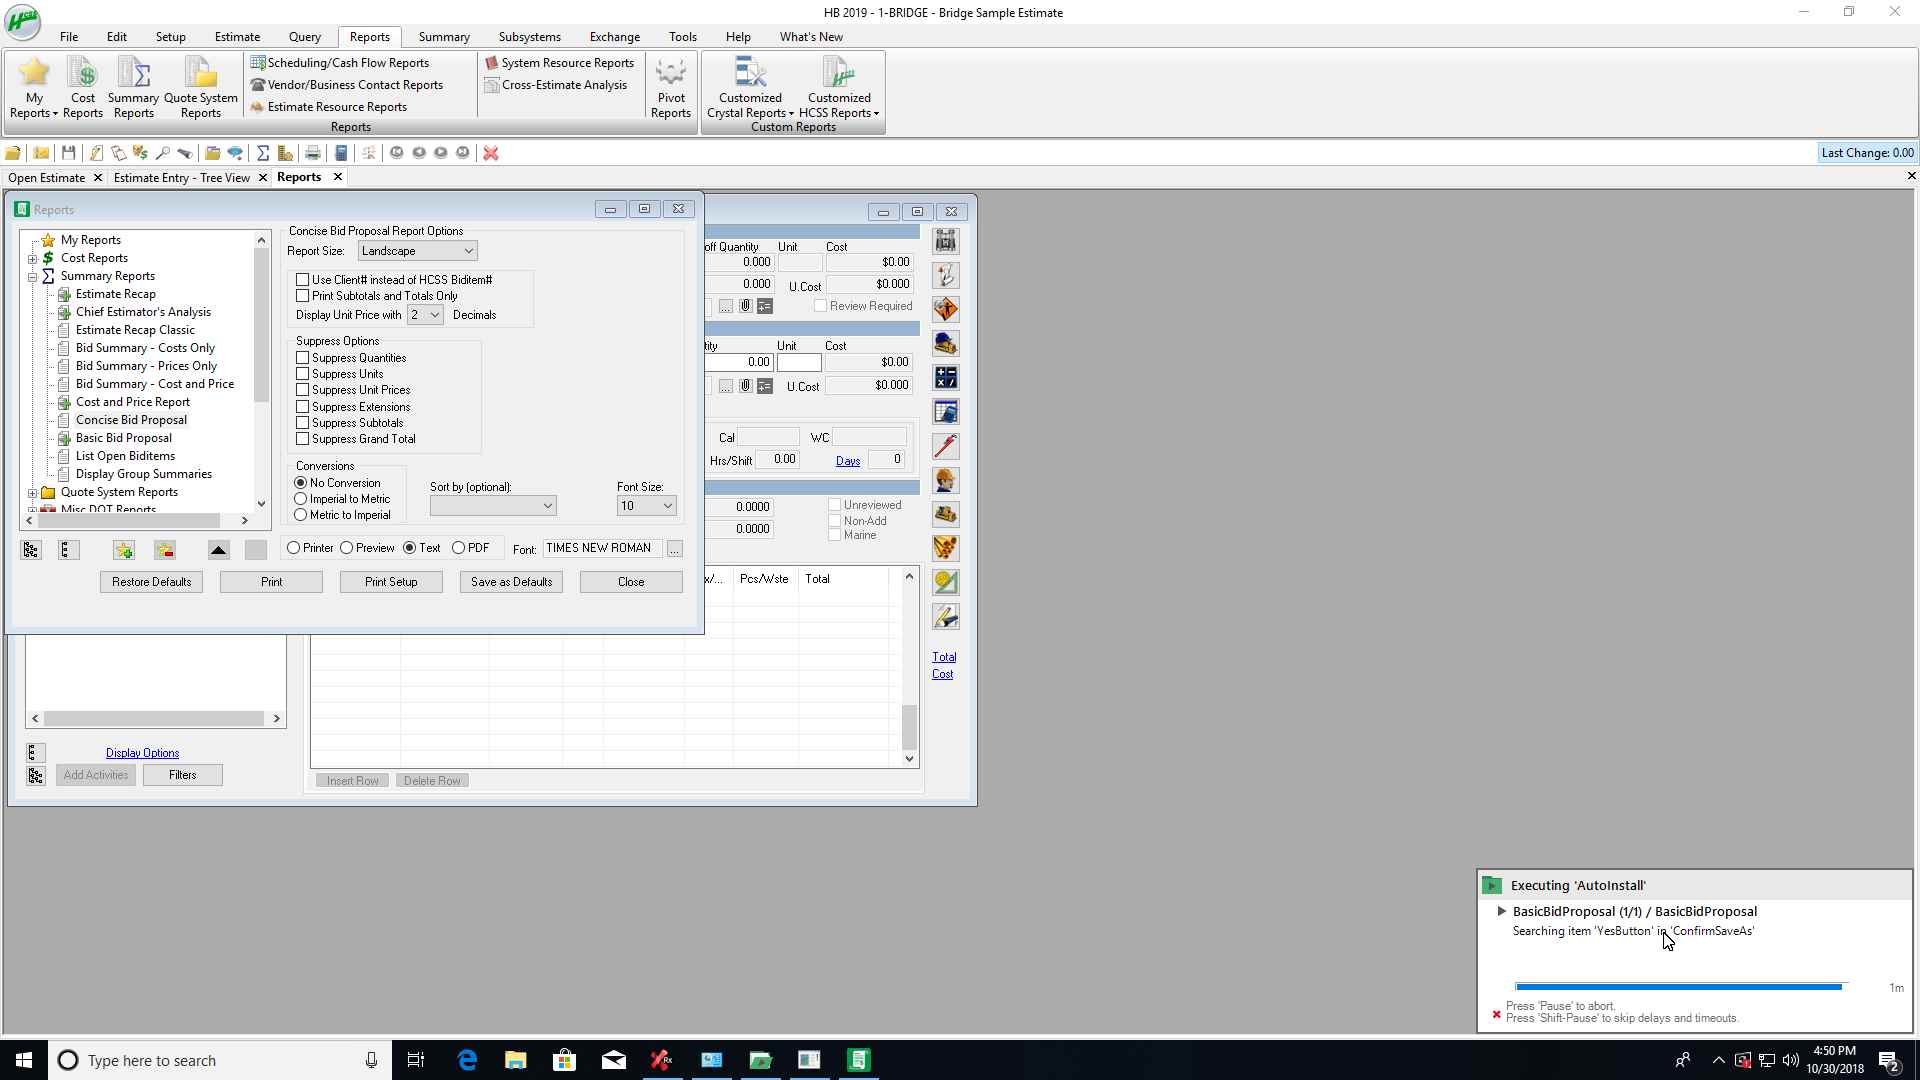 HB 2019 - 1-BRIDGE - Bridge Sample Estimate
File Edit Setup Estimate Query Reports Summary Subsystems Exchange Tools Help What's New
My Reports
Cost Reports
Summary Reports
Quote System Reports
Scheduling/Cash Flow Reports
Vendor/Business Contact Reports
Estimate Resource Reports
System Resource Reports
Cross-Estimate Analysis
Pivot Reports
Customized Crystal Reports
Customized HCSS Reports
Reports
Custom Reports
Last Change: 0.00
Open Estimate
Estimate Entry - Tree View
Reports
Reports
My Reports
Cost Reports
Summary Reports
Estimate Recap
Chief Estimator's Analysis
Estimate Recap Classic
Bid Summary - Costs Only
Bid Summary - Prices Only
Bid Summary - Cost and Price
Cost and Price Report
Concise Bid Proposal
Basic Bid Proposal
List Open Biditems
Display Group Summaries
Quote System Reports
Misc DOT Reports
Concise Bid Proposal Report Options
Report Size: Landscape
Use Client# instead of HCSS Biditem#
Print Subtotals and Totals Only
Display Unit Price with 2 Decimals
Suppress Options
Suppress Quantities
Suppress Units
Suppress Unit Prices
Suppress Extensions
Suppress Subtotals
Suppress Grand Total
Conversions
No Conversion
Imperial to Metric
Metric to Imperial
Sort by (optional):
Font Size:
10
Printer Preview Text PDF Font: TIMES NEW ROMAN ...
Restore Defaults Print Print Setup Save as Defaults Close
off Quantity Unit Cost
0.000 $0.00
0.000 U.Cost $0.000
... Review Required
tity Unit Cost
0.00 $0.00
... U.Cost $0.000
Cal WC
Hrs/Shift 0.00 Days 0
0.0000 Unreviewed
Non-Add
0.0000 Marine
x/... Pcs/Wste Total
Total
Cost
Display Options
Add Activities Filters
Insert Row Delete Row
Executing 'AutoInstall'
BasicBidProposal (1/1) / BasicBidProposal
Searching item 'YesButton' in 'ConfirmSaveAs'
1m
Press 'Pause' to abort.
Press 'Shift-Pause' to skip delays and timeouts.
Type here to search
4:50 PM
10/30/2018
2